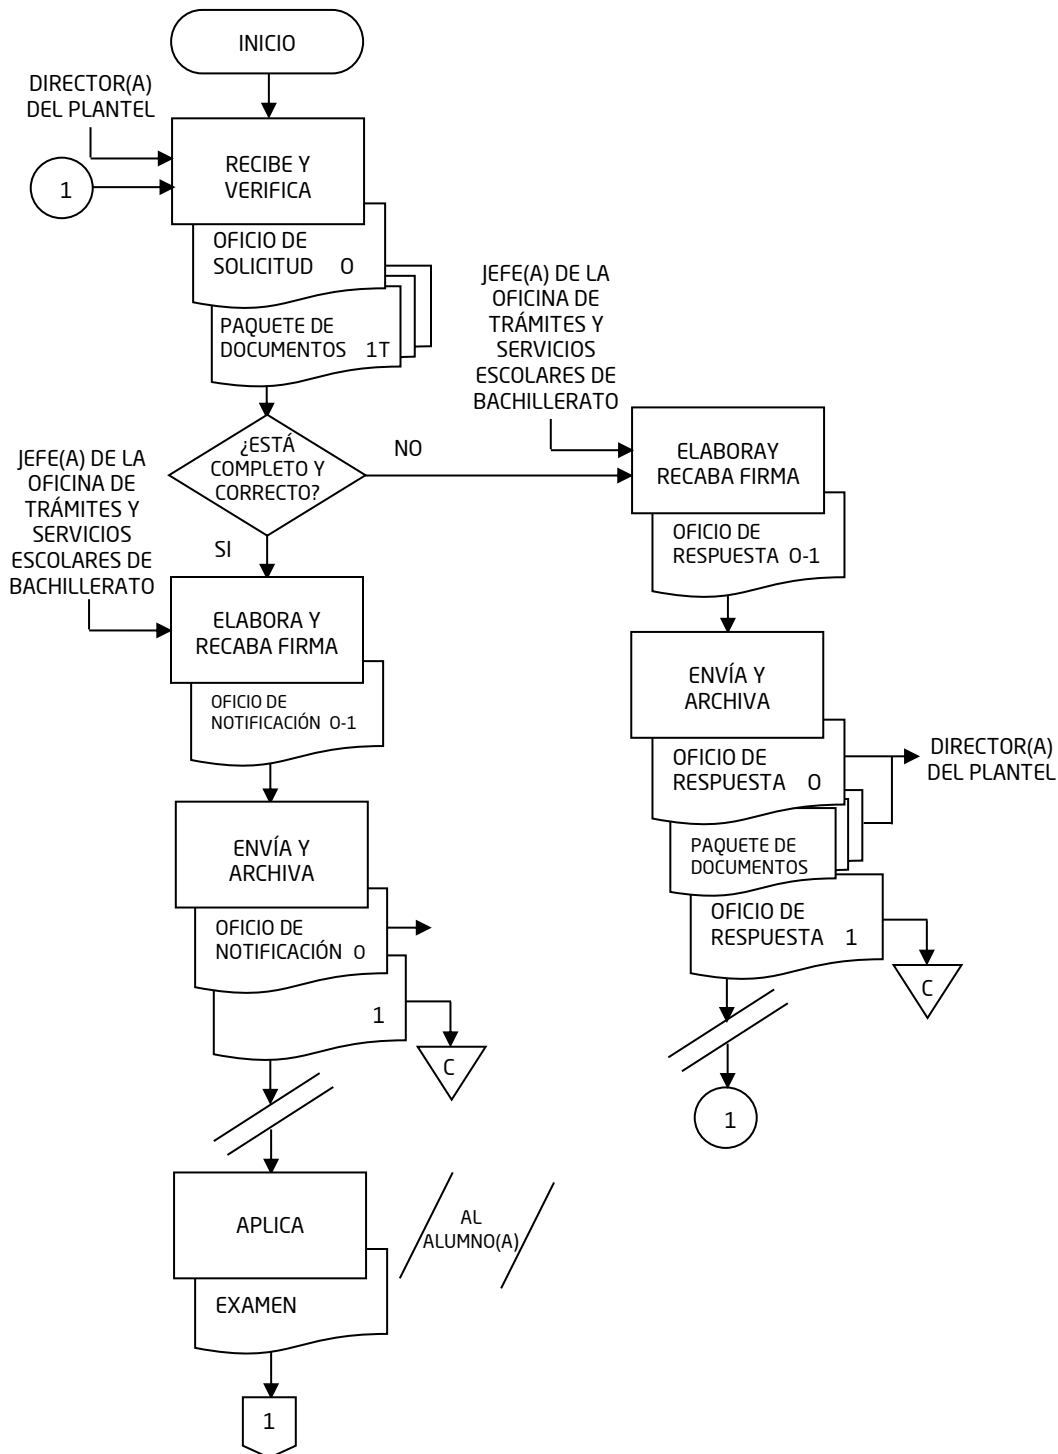 INICIO
DIRECTOR(A)
DEL PLANTEL
1
RECIBE Y
VERIFICA
OFICIO DE
SOLICITUD O
PAQUETE DE
DOCUMENTOS 1T
¿ESTÁ
COMPLETO Y
CORRECTO?
NO
SI
JEFE(A) DE LA
OFICINA DE
TRÁMITES Y
SERVICIOS
ESCOLARES DE
BACHILLERATO
ELABORAY
RECABA FIRMA
OFICIO DE
RESPUESTA O-1
ENVÍA Y
ARCHIVA
OFICIO DE
RESPUESTA O
DIRECTOR(A)
DEL PLANTEL
PAQUETE DE
DOCUMENTOS
OFICIO DE
RESPUESTA 1
C
1
JEFE(A) DE LA
OFICINA DE
TRÁMITES Y
SERVICIOS
ESCOLARES DE
BACHILLERATO
ELABORA Y
RECABA FIRMA
OFICIO DE
NOTIFICACIÓN O-1
ENVÍA Y
ARCHIVA
OFICIO DE
NOTIFICACIÓN O
1
C
APLICA
AL
ALUMNO(A)
EXAMEN
1